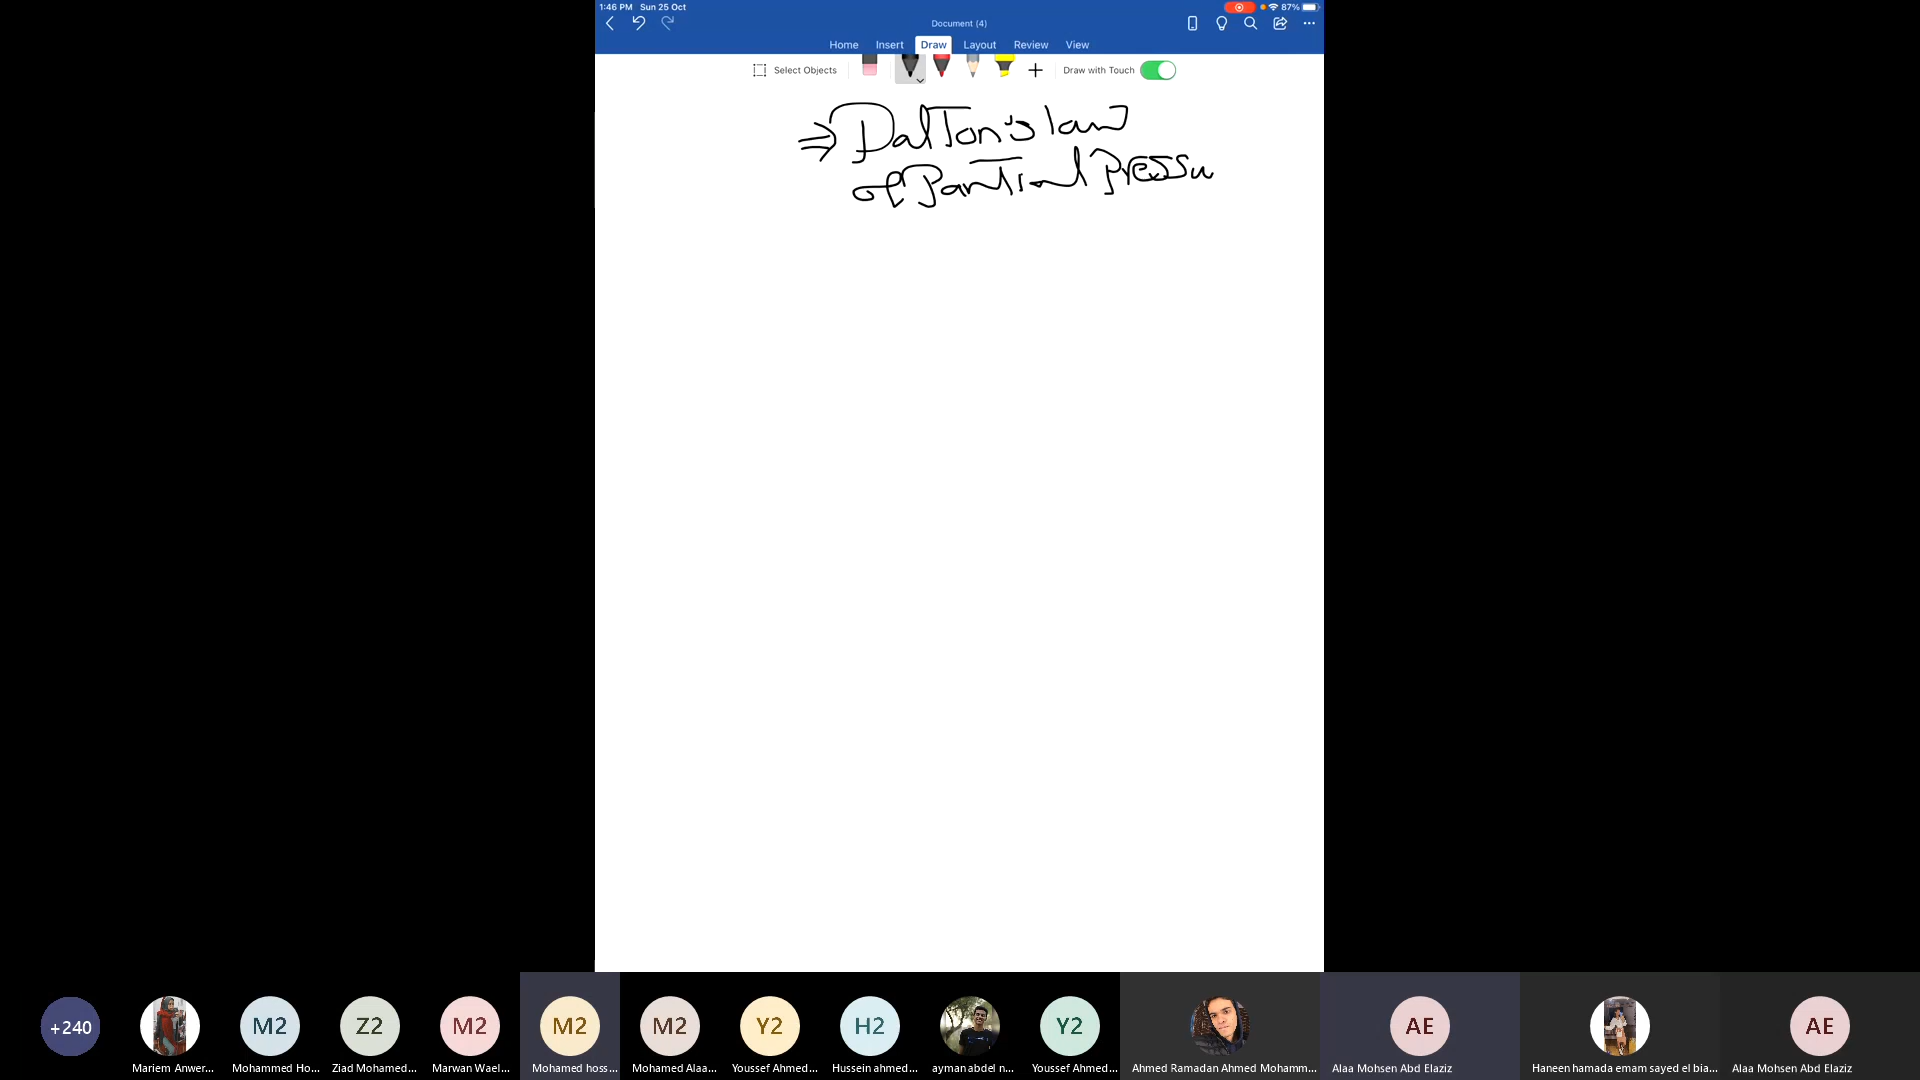 1:46 PM Sun 25 Oct
87%
Document (4)
Home Insert Draw Layout Review View
Select Objects
Draw with Touch
⇒ Dalton's law
of Partial Pressu
+240
M2
Z2
M2
M2
M2
Y2
H2
Y2
AE
AE
Mariem Anwer...
Mohammed Ho...
Ziad Mohamed...
Marwan Wael...
Mohamed hoss...
Mohamed Alaa...
Youssef Ahmed...
Hussein ahmed...
ayman abdel n...
Youssef Ahmed...
Ahmed Ramadan Ahmed Mohamm...
Alaa Mohsen Abd Elaziz
Haneen hamada emam sayed el bia...
Alaa Mohsen Abd Elaziz